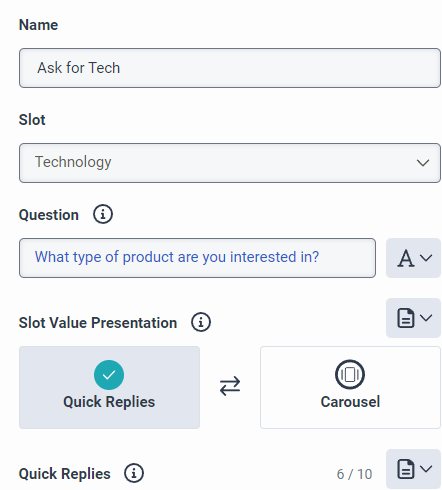 Name
Ask for Tech
Slot
Technology
Question
What type of product are you interested in?
A
Slot Value Presentation
Quick Replies
Carousel
Quick Replies 6 / 10